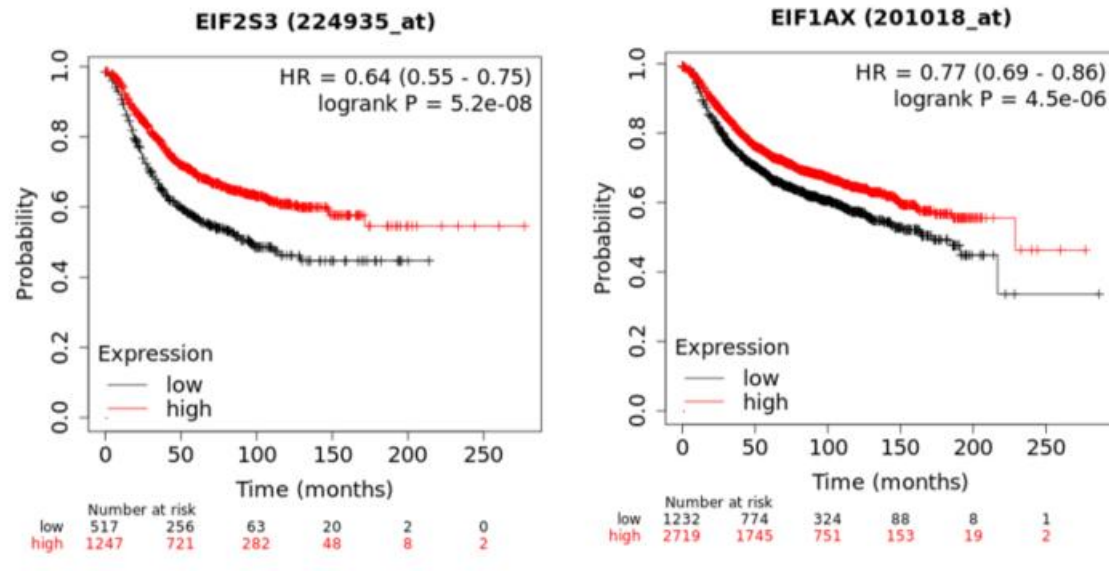 EIF2S3 (224935_at)
HR = 0.64 (0.55 - 0.75)
logrank P = 5.2e-08
Probability
1.0
0.8
0.6
0.4
0.2
0.0
Expression
low
high
0 50 100 150 200 250
Time (months)
Number at risk
low 517 256 63 20 2 0
high 1247 721 282 48 8 2
EIF1AX (201018_at)
HR = 0.77 (0.69 - 0.86)
logrank P = 4.5e-06
Probability
1.0
0.8
0.6
0.4
0.2
0.0
Expression
low
high
0 50 100 150 200 250
Time (months)
Number at risk
low 1232 774 324 88 8 1
high 2719 1745 751 153 19 2